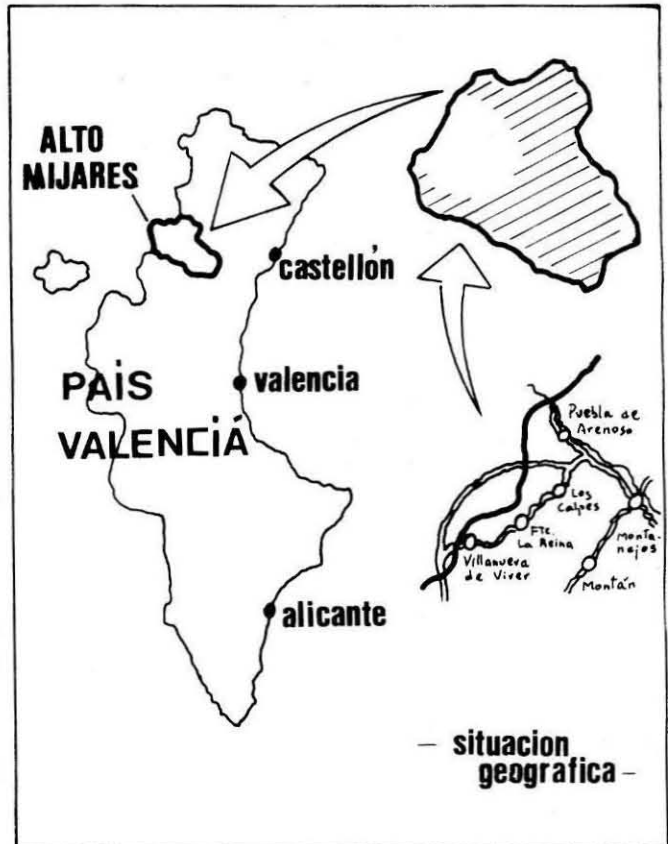 ALTO
MIJARES
castellón
PAÍS
VALENCIÁ
valencia
alicante
Puebla de
Arenoso
Los
Calpes
Fte.
La Reina
Villanueva
de Viver
Monta-
nejos
Montán
— situacion
geografica —